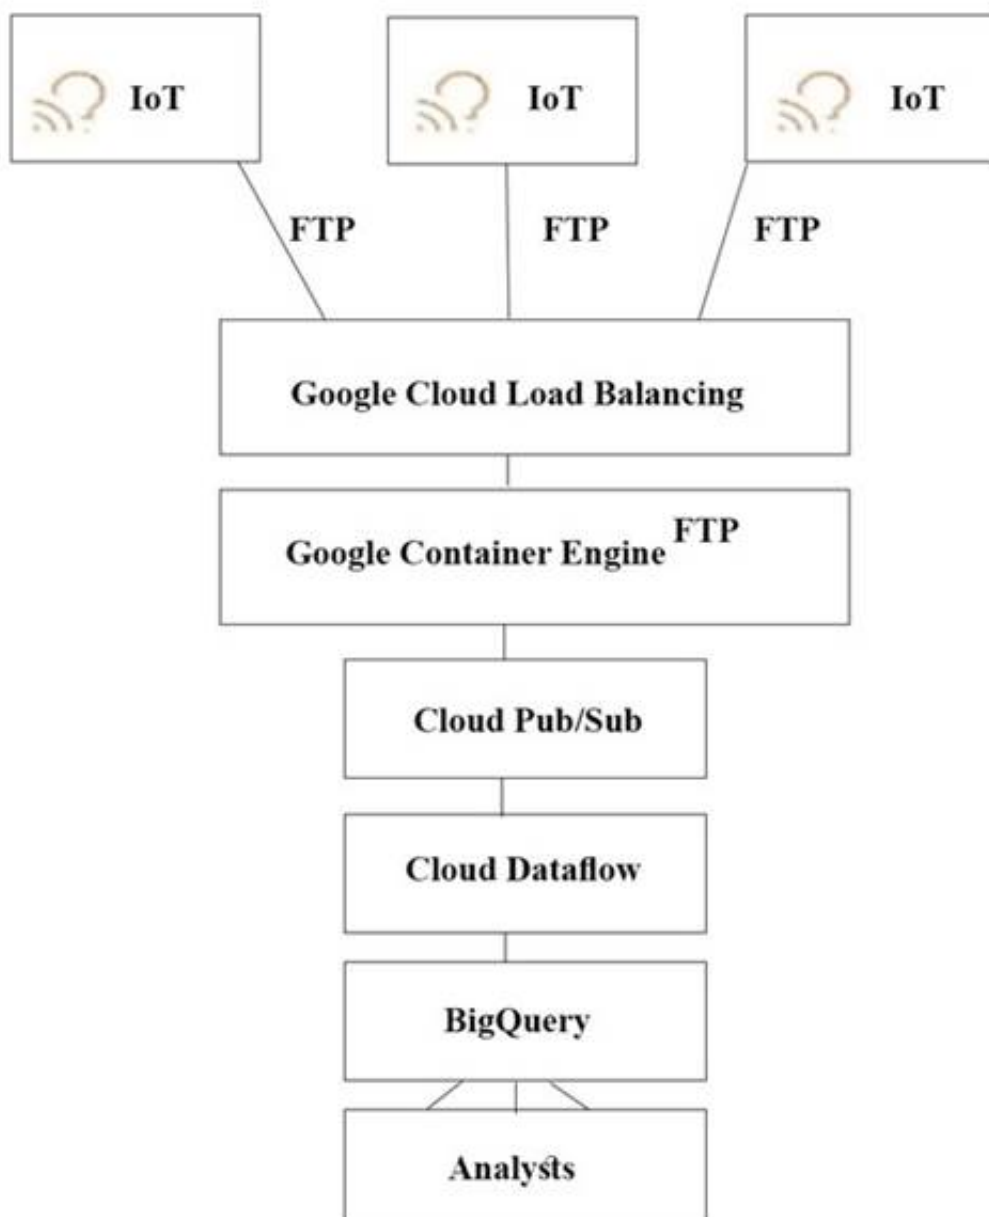 IoT
IoT
IoT
FTP
FTP
FTP
Google Cloud Load Balancing
Google Container Engine FTP
Cloud Pub/Sub
Cloud Dataflow
BigQuery
Analysts